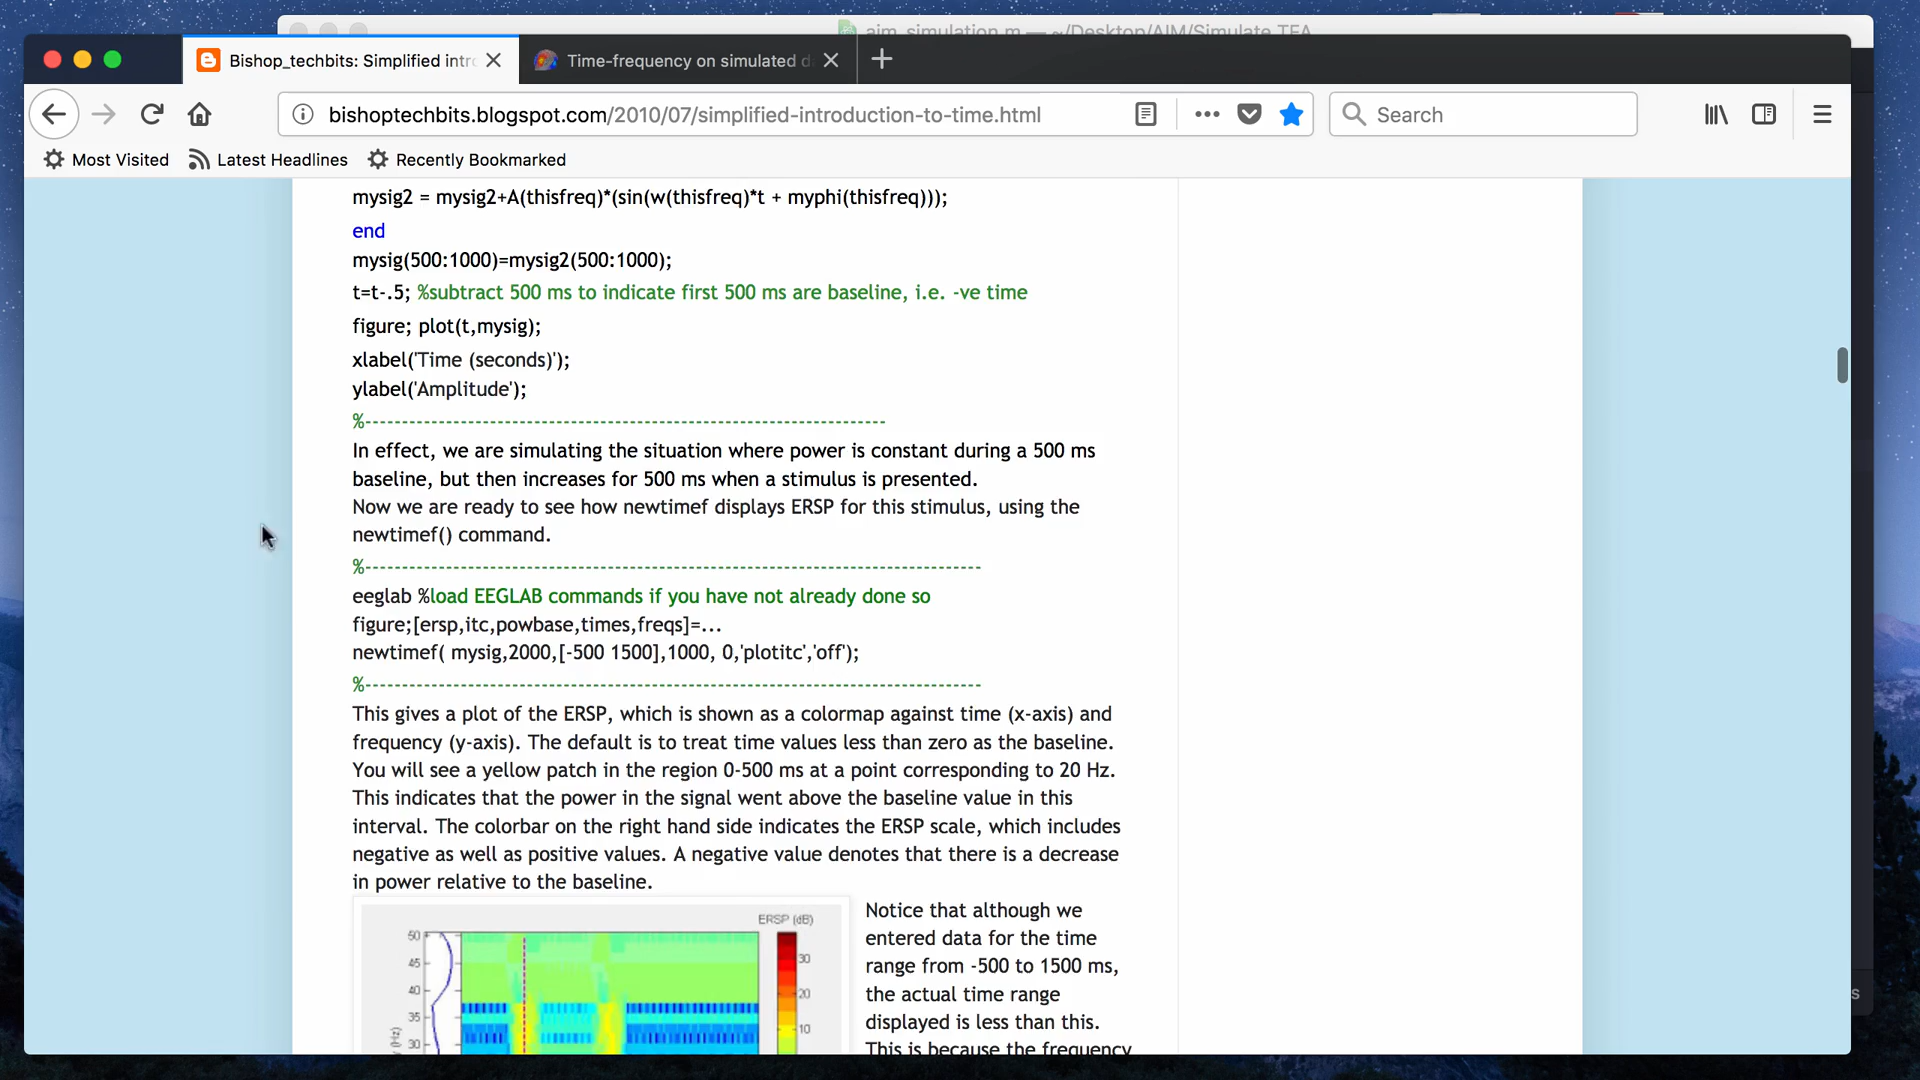 aim_simulation.m — ~/Desktop/AIM/Simulate TFA
Bishop_techbits: Simplified intro
Time-frequency on simulated d
bishoptechbits.blogspot.com/2010/07/simplified-introduction-to-time.html
Search
Most Visited
Latest Headlines
Recently Bookmarked
mysig2 = mysig2+A(thisfreq)*(sin(w(thisfreq)*t + myphi(thisfreq)));
end
mysig(500:1000)=mysig2(500:1000);
t=t-.5; %subtract 500 ms to indicate first 500 ms are baseline, i.e. -ve time
figure; plot(t,mysig);
xlabel('Time (seconds)');
ylabel('Amplitude');
%-----------------------------------------------------------------------
In effect, we are simulating the situation where power is constant during a 500 ms
baseline, but then increases for 500 ms when a stimulus is presented.
Now we are ready to see how newtimef displays ERSP for this stimulus, using the
newtimef() command.
%------------------------------------------------------------------------------------
eeglab %load EEGLAB commands if you have not already done so
figure;[ersp,itc,powbase,times,freqs]=...
newtimef( mysig,2000,[-500 1500],1000, 0,'plotitc','off');
%------------------------------------------------------------------------------------
This gives a plot of the ERSP, which is shown as a colormap against time (x-axis) and
frequency (y-axis). The default is to treat time values less than zero as the baseline.
You will see a yellow patch in the region 0-500 ms at a point corresponding to 20 Hz.
This indicates that the power in the signal went above the baseline value in this
interval. The colorbar on the right hand side indicates the ERSP scale, which includes
negative as well as positive values. A negative value denotes that there is a decrease
in power relative to the baseline.
ERSP (dB)
50
45
40
35
30
30
20
10
(Hz)
Notice that although we
entered data for the time
range from -500 to 1500 ms,
the actual time range
displayed is less than this.
This is because the frequency
s